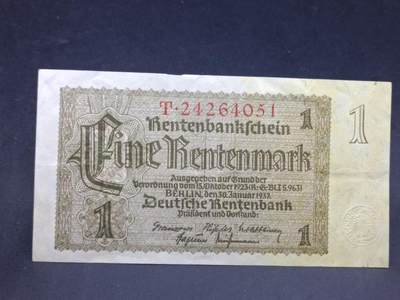 T·24264051
Rentenbankschein
1
1
Eine Rentenmark
Ausgegeben auf Grund der
Verordnung vom 15. Oktober 1923 (R·G·Bl I S. 963)
BERLIN, den 30. Januar 1937
Deutsche Rentenbank
Präsident und Vorstand:
1
1